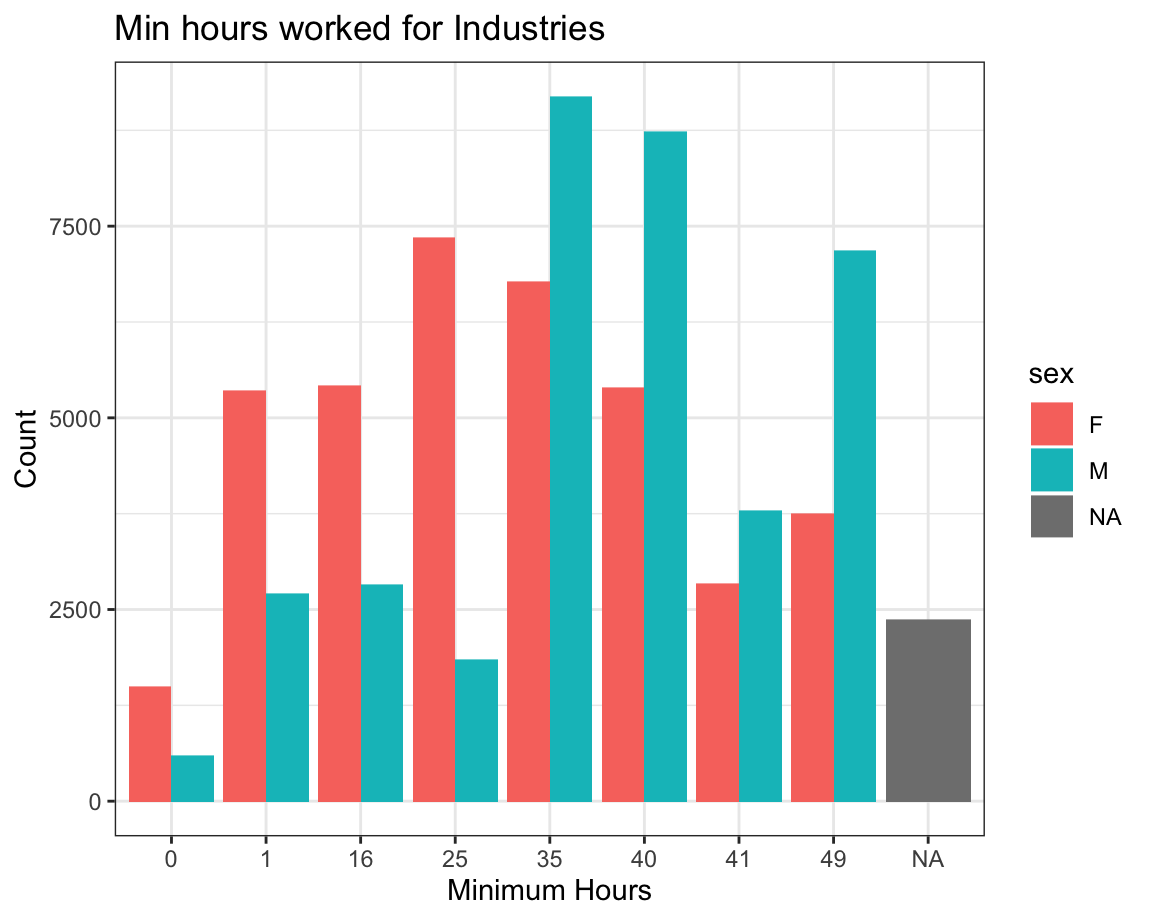 Min hours worked for Industries
Count
7500
5000
2500
0
0 1 16 25 35 40 41 49 NA
Minimum Hours
sex
F
M
NA